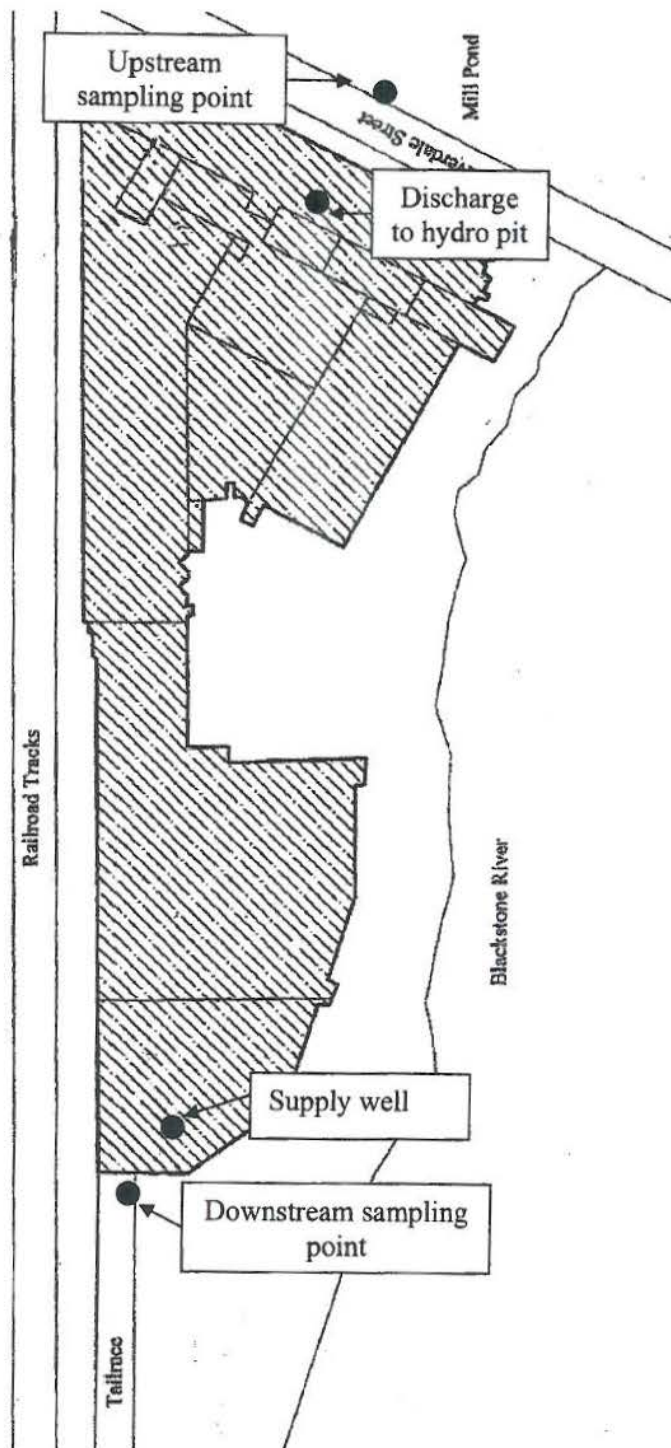 Upstream
sampling point
Mill Pond
verdale Street
Discharge
to hydro pit
Railroad Tracks
Blackstone River
Supply well
Downstream sampling
point
Tailrace